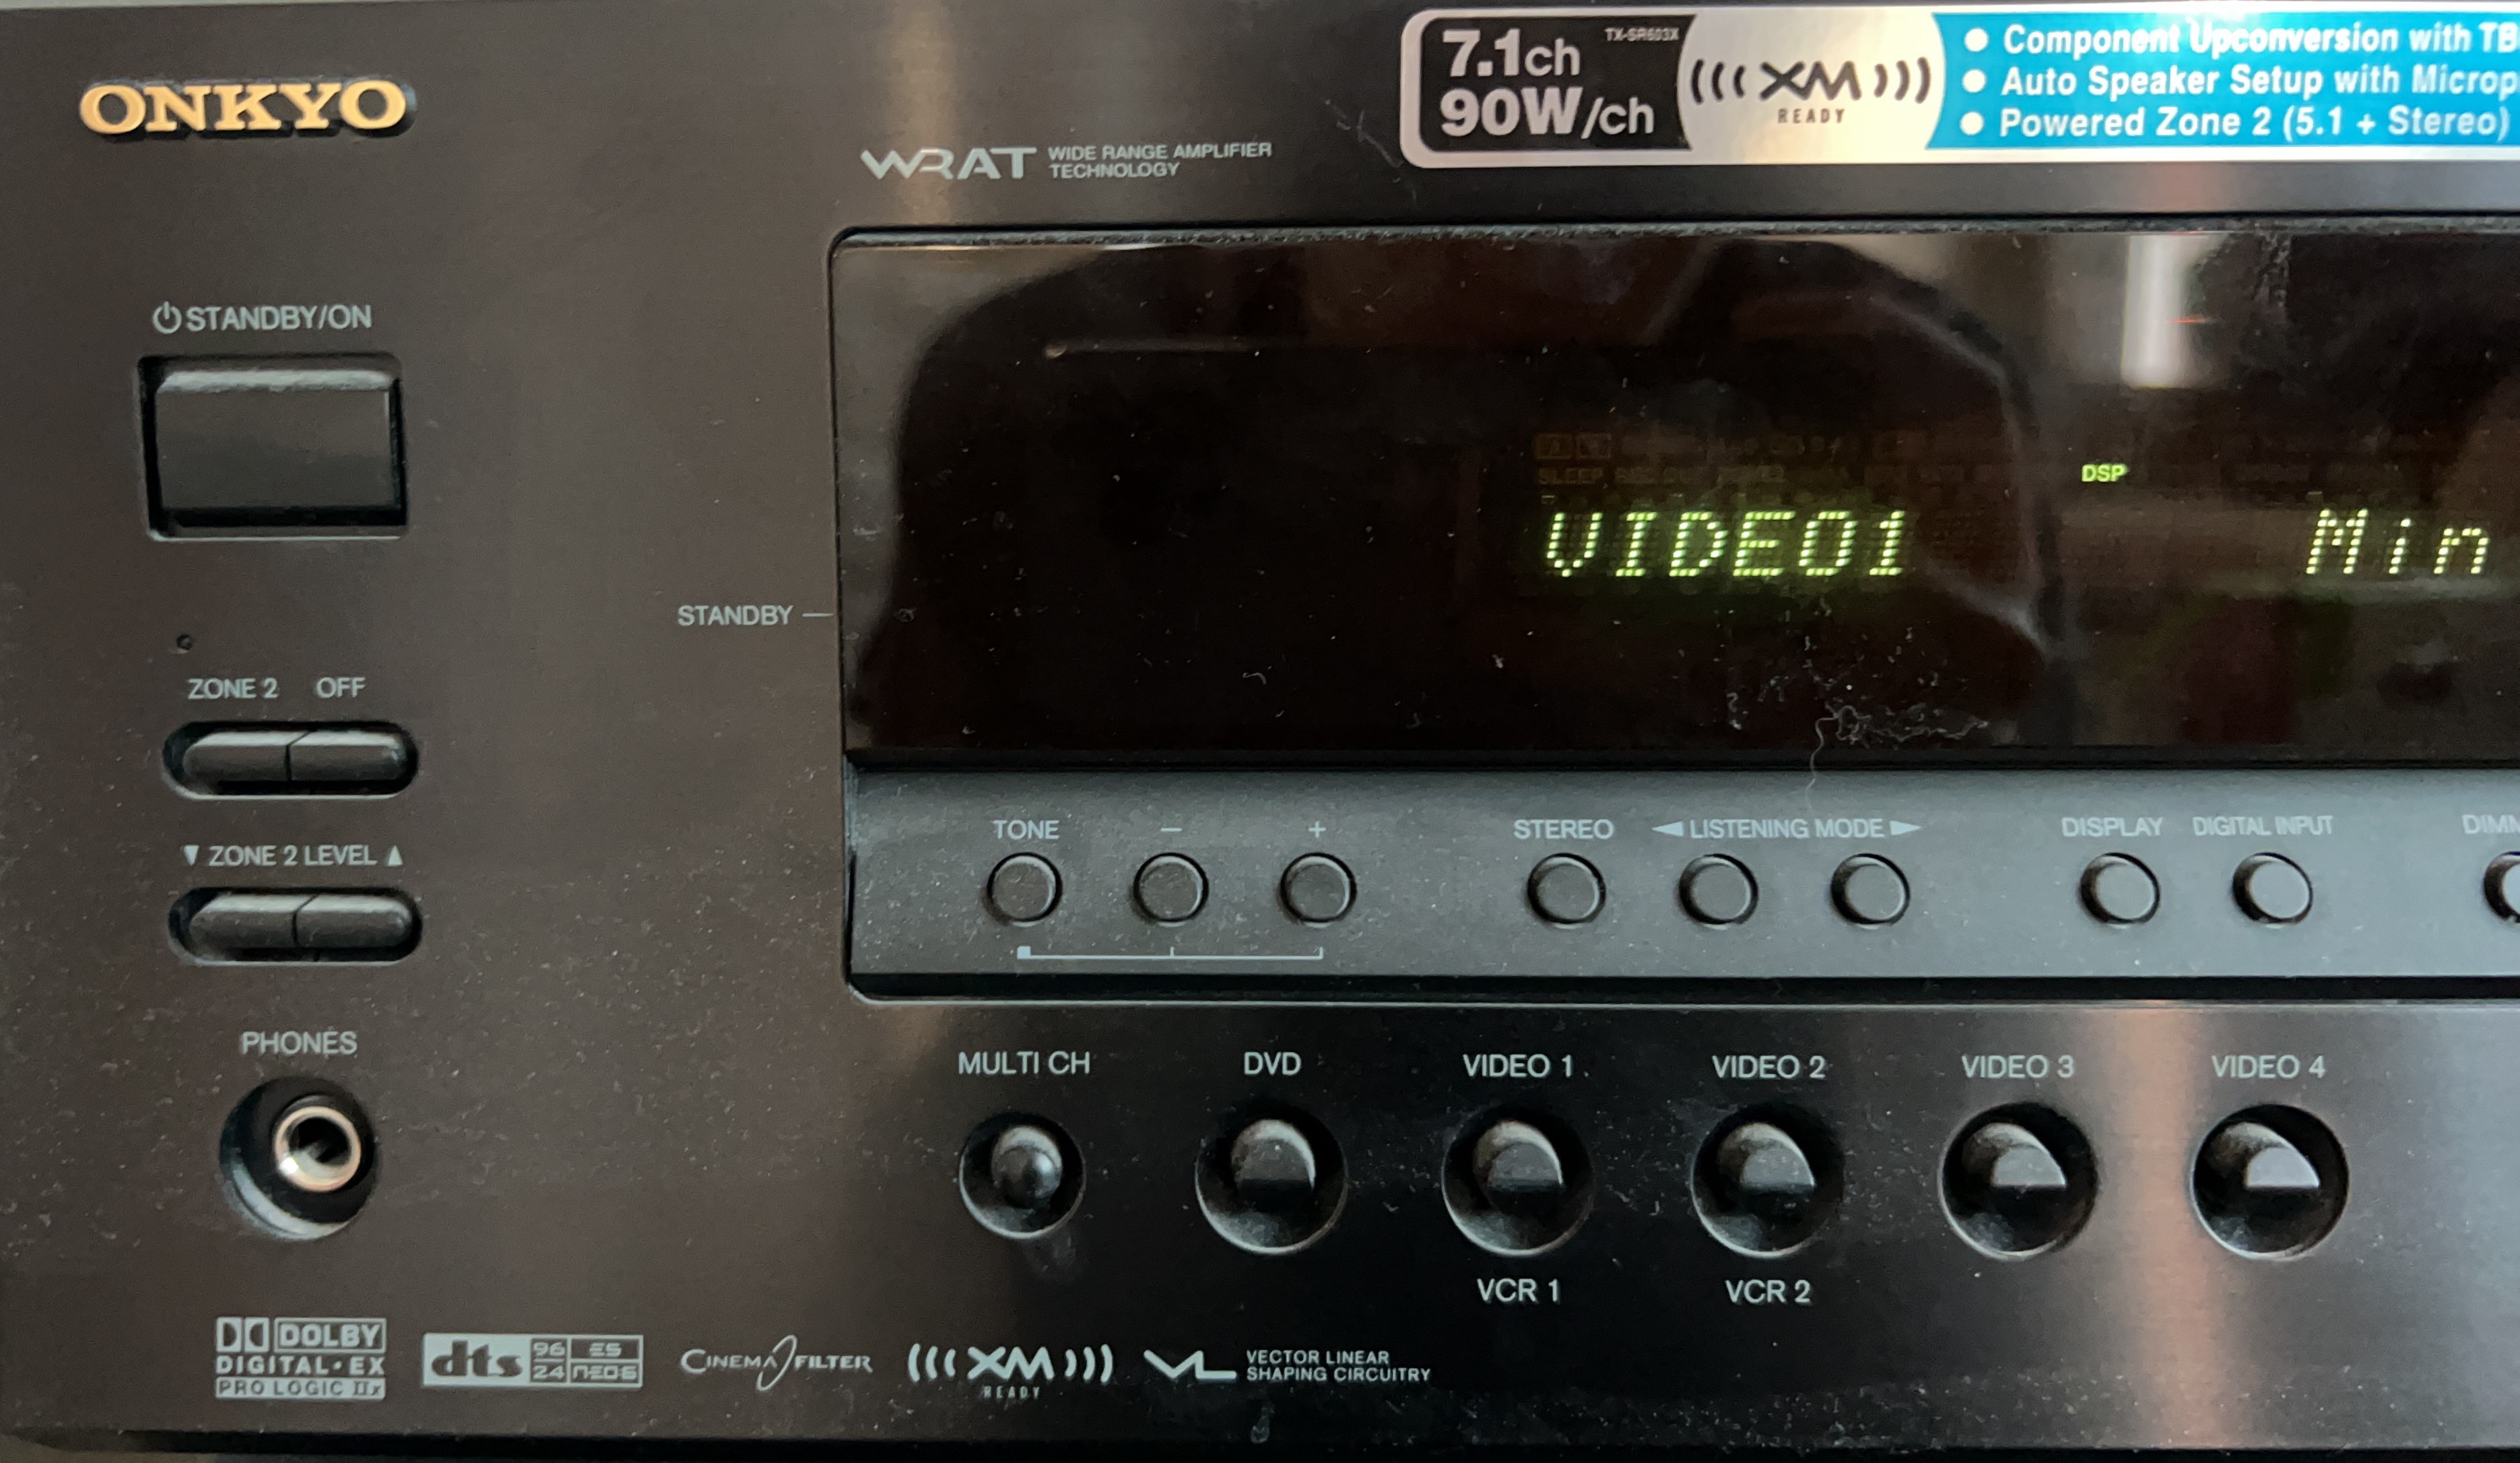 ONKYO
7.1ch
TX-SR603X
90W/ch
XM
READY
Component Upconversion with TB
Auto Speaker Setup with Microp
Powered Zone 2 (5.1 + Stereo)
WRAT WIDE RANGE AMPLIFIER
TECHNOLOGY
STANDBY/ON
SLEEP
DSP
VIDEO1 Min
STANDBY
ZONE 2 OFF
▼ ZONE 2 LEVEL ▲
TONE − +
STEREO ◄ LISTENING MODE ►
DISPLAY DIGITAL INPUT DIMM
PHONES
MULTI CH DVD VIDEO 1 VIDEO 2 VIDEO 3 VIDEO 4
VCR 1 VCR 2
DOLBY
DIGITAL·EX
PRO LOGIC IIx
dts 96 ES
24 NEO:6
CINEMA FILTER
XM
READY
VL VECTOR LINEAR
SHAPING CIRCUITRY